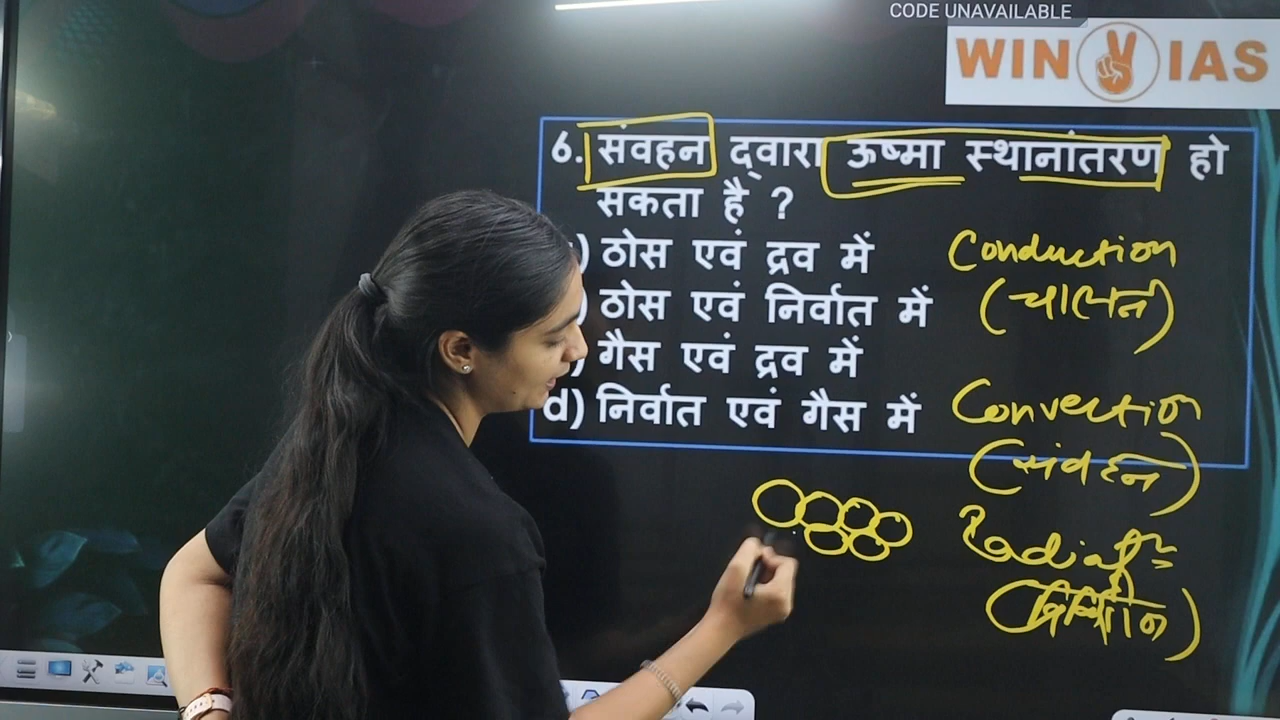 CODE UNAVAILABLE
WIN IAS
6. संवहन द्वारा ऊष्मा स्थानांतरण हो
सकता है ?
) ठोस एवं द्रव में
) ठोस एवं निर्वात में
) गैस एवं द्रव में
d) निर्वात एवं गैस में
Conduction
(चालन)
Convection
(संवहन)